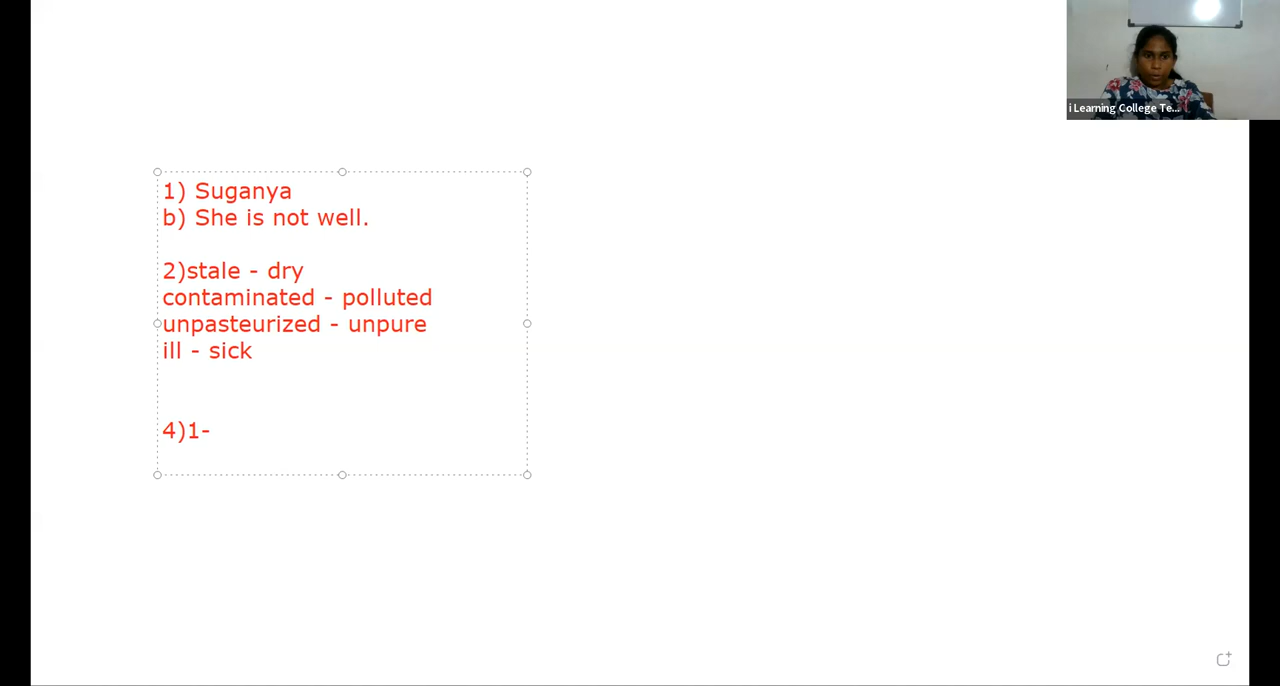 i Learning College Te...
1) Suganya
b) She is not well.
2)stale - dry
contaminated - polluted
unpasteurized - unpure
ill - sick
4)1-